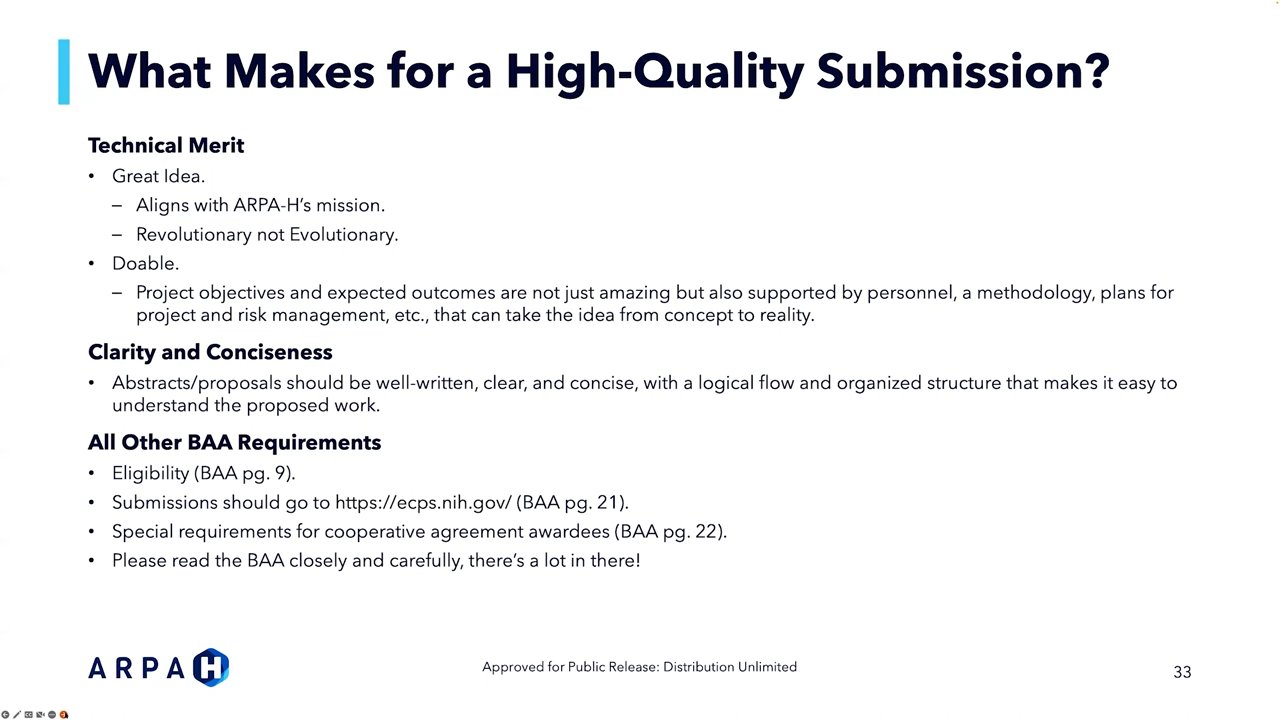 What Makes for a High-Quality Submission?
Technical Merit
• Great Idea.
– Aligns with ARPA-H’s mission.
– Revolutionary not Evolutionary.
• Doable.
– Project objectives and expected outcomes are not just amazing but also supported by personnel, a methodology, plans for
project and risk management, etc., that can take the idea from concept to reality.
Clarity and Conciseness
• Abstracts/proposals should be well-written, clear, and concise, with a logical flow and organized structure that makes it easy to
understand the proposed work.
All Other BAA Requirements
• Eligibility (BAA pg. 9).
• Submissions should go to https://ecps.nih.gov/ (BAA pg. 21).
• Special requirements for cooperative agreement awardees (BAA pg. 22).
• Please read the BAA closely and carefully, there’s a lot in there!
ARPA H
Approved for Public Release: Distribution Unlimited
33